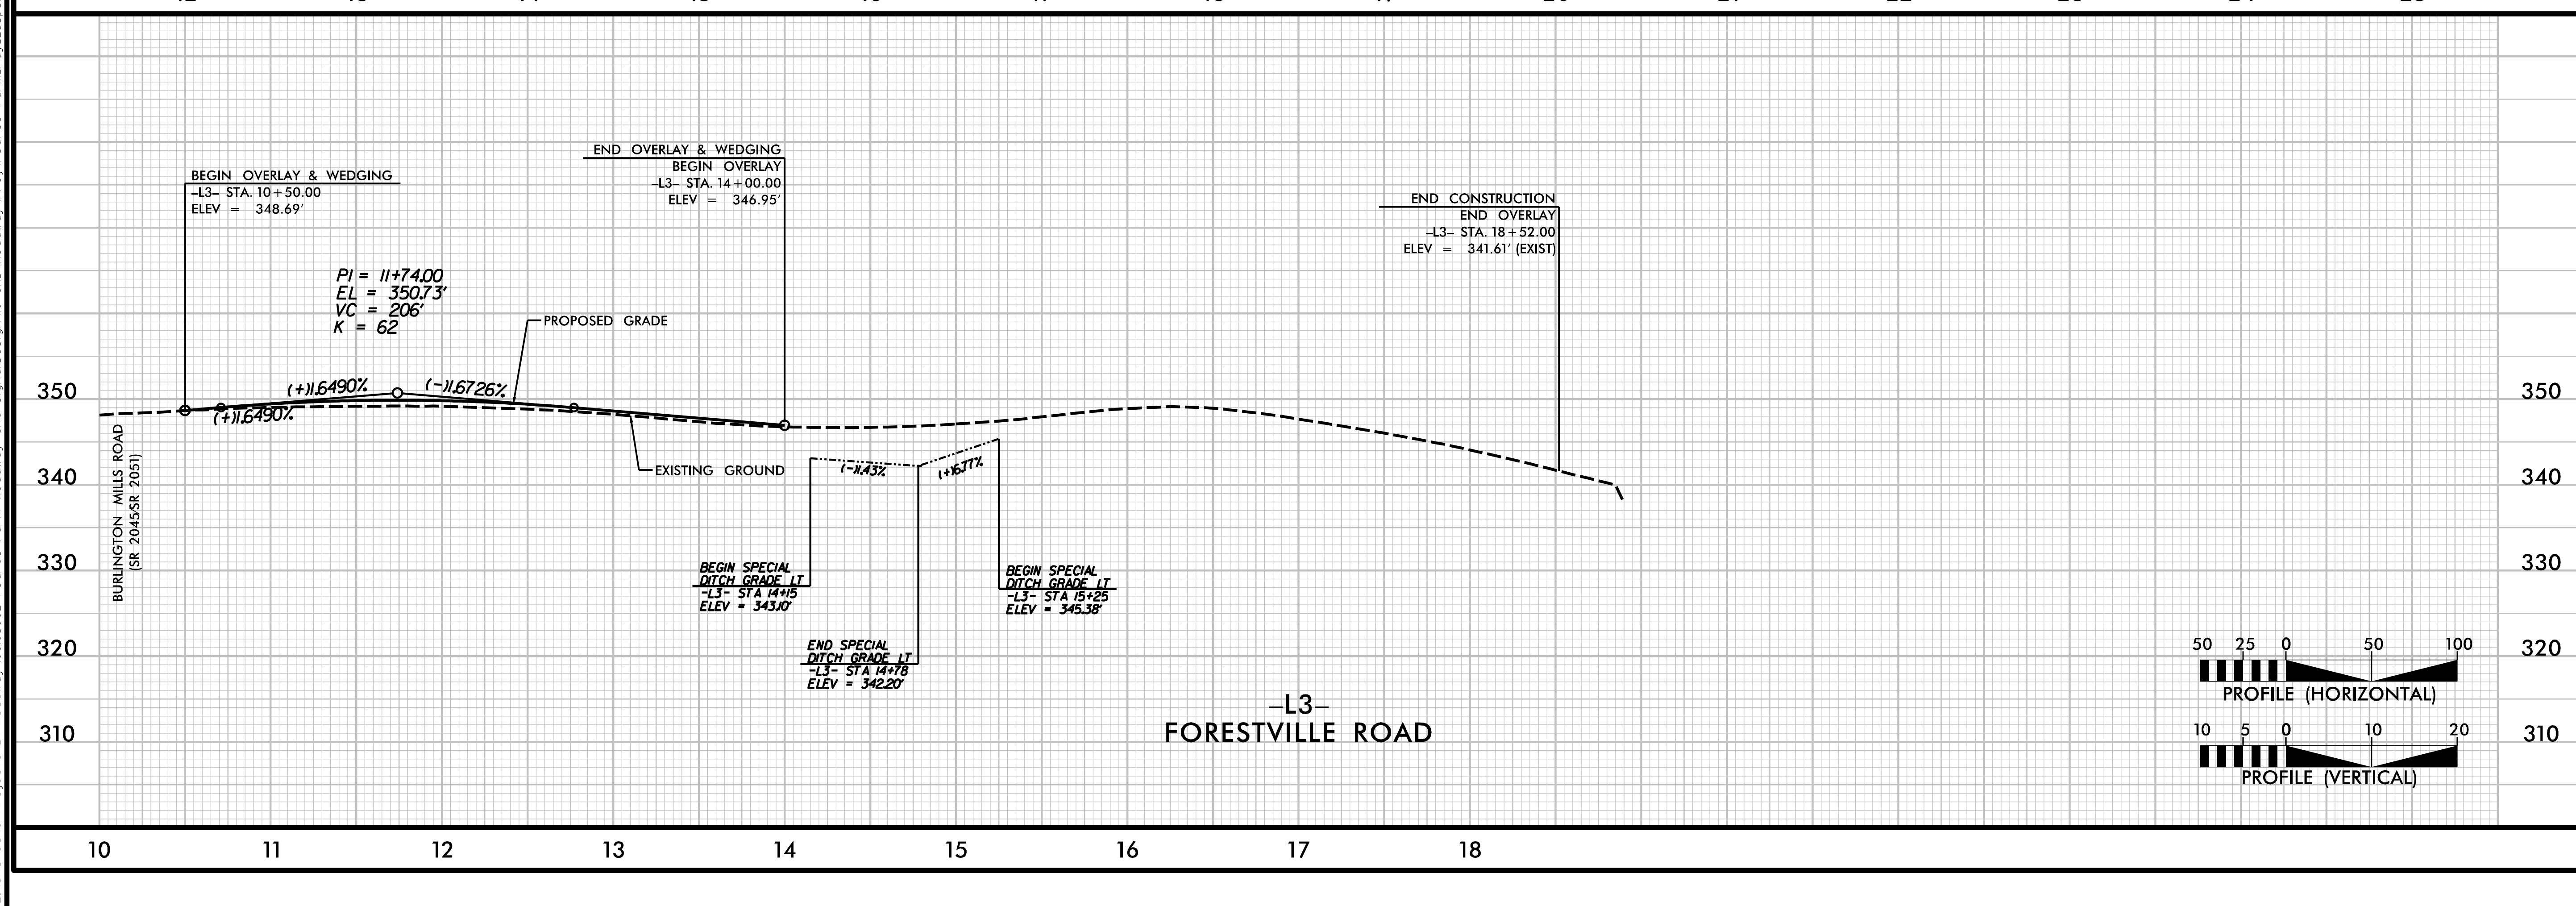 BEGIN OVERLAY & WEDGING
-L3- STA. 10+50.00
ELEV = 348.69'
END OVERLAY & WEDGING
BEGIN OVERLAY
-L3- STA. 14+00.00
ELEV = 346.95'
END CONSTRUCTION
END OVERLAY
-L3- STA. 18+52.00
ELEV = 341.61' (EXIST)
PI = 11+74.00
EL = 350.73'
VC = 206'
K = 62
PROPOSED GRADE
(+)1.6490%
(-)1.6726%
(+)1.6490%
350
350
EXISTING GROUND
(-)1.43%
(+)6.77%
340
340
BURLINGTON MILLS ROAD
(SR 2045/SR 2051)
330
330
BEGIN SPECIAL
DITCH GRADE LT
-L3- STA 14+15
ELEV = 343.10'
BEGIN SPECIAL
DITCH GRADE LT
-L3- STA 15+25
ELEV = 345.38'
END SPECIAL
DITCH GRADE LT
-L3- STA 14+78
ELEV = 342.20'
320
320
50 25 0 50 100
PROFILE (HORIZONTAL)
-L3-
FORESTVILLE ROAD
310
310
10 5 0 10 20
PROFILE (VERTICAL)
10 11 12 13 14 15 16 17 18